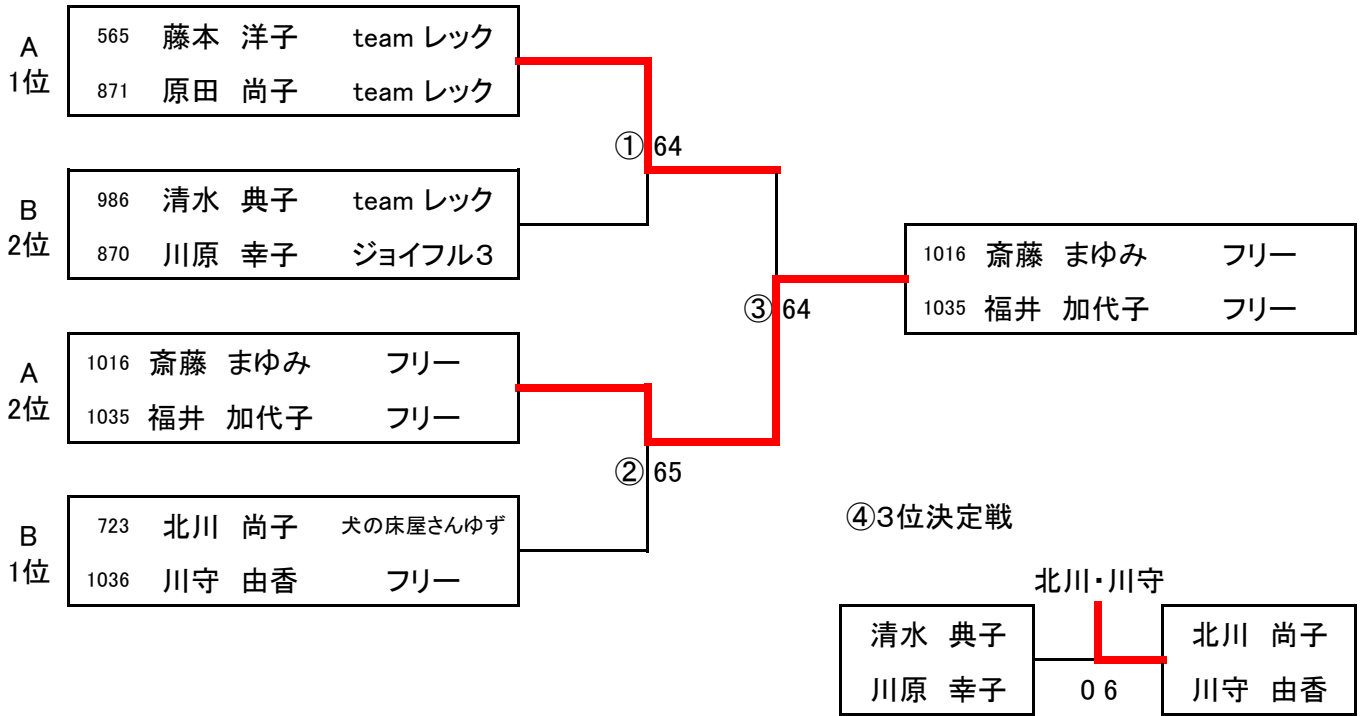 A
1位
565 藤本 洋子 team レック
871 原田 尚子 team レック
①64
B
2位
986 清水 典子 team レック
870 川原 幸子 ジョイフル3
1016 斎藤 まゆみ フリー
1035 福井 加代子 フリー
③64
A
2位
1016 斎藤 まゆみ フリー
1035 福井 加代子 フリー
②65
B
1位
723 北川 尚子 犬の床屋さんゆず
1036 川守 由香 フリー
④3位決定戦
北川・川守
清水 典子
川原 幸子
0 6
北川 尚子
川守 由香